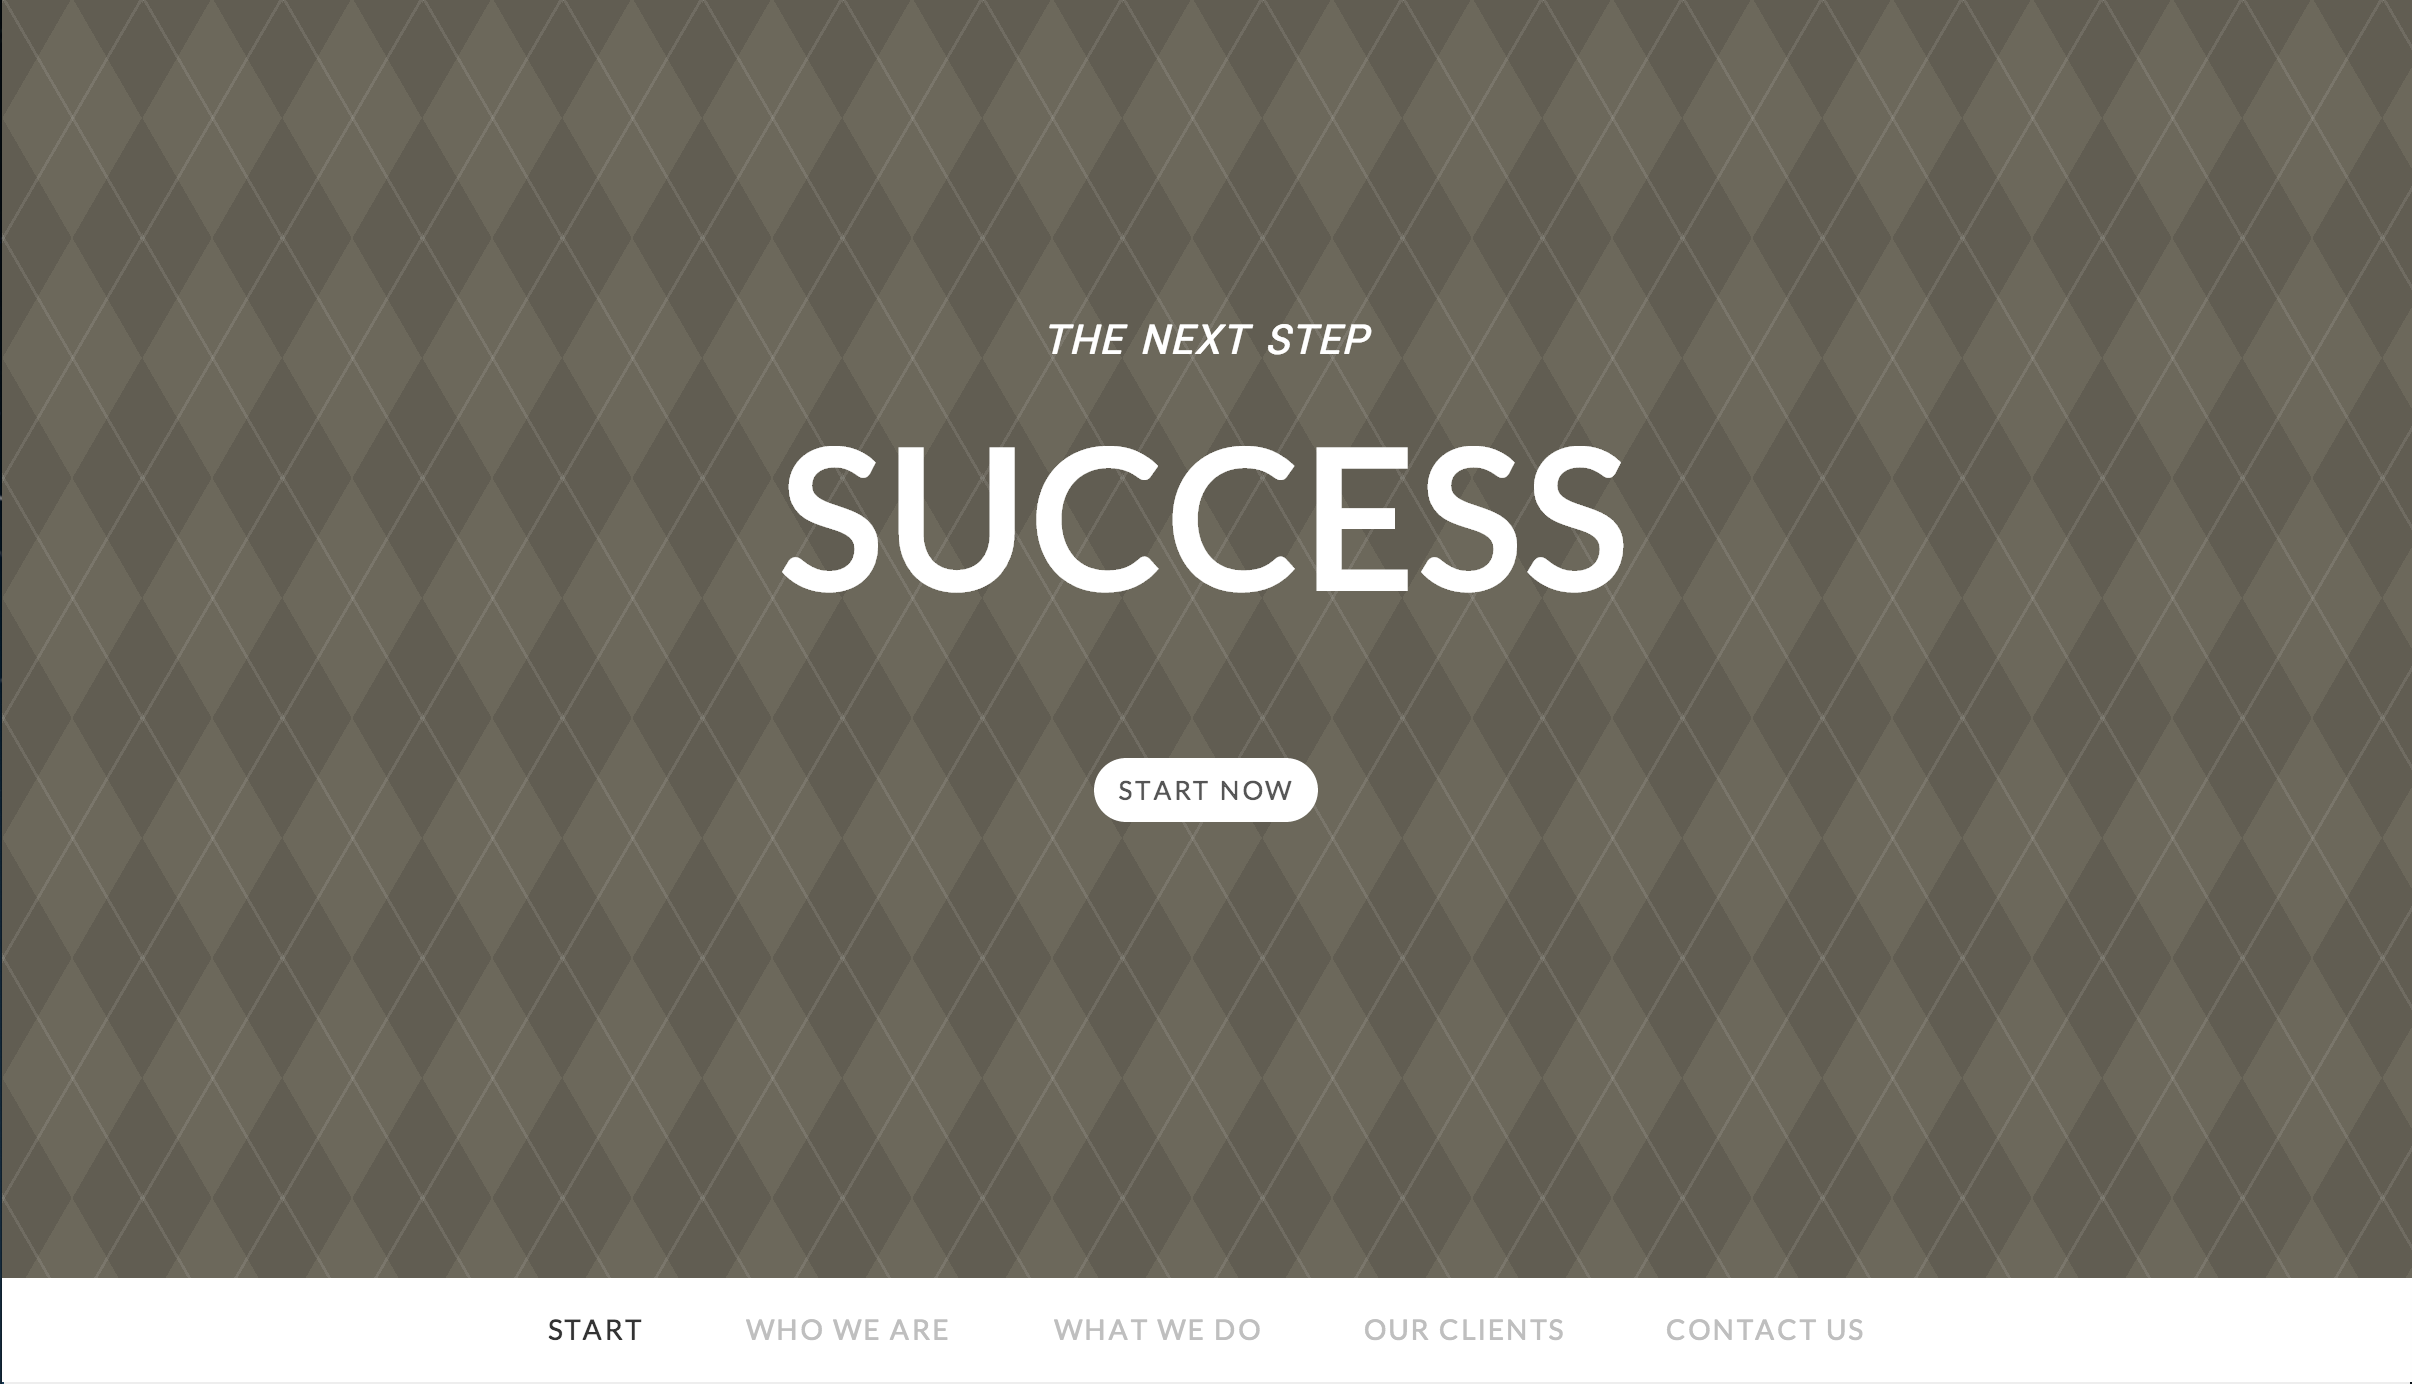 THE NEXT STEP
SUCCESS
START NOW
START WHO WE ARE WHAT WE DO OUR CLIENTS CONTACT US